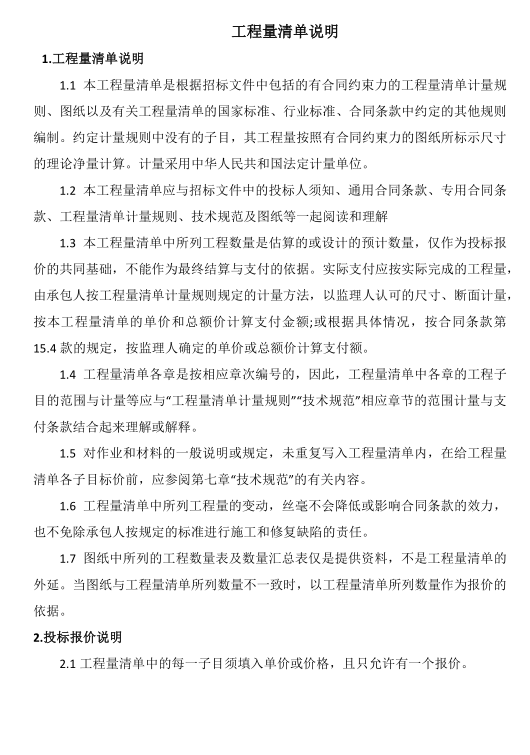 工程量清单说明
1.工程量清单说明
1.1 本工程量清单是根据招标文件中包括的有合同约束力的工程量清单计量规
则、图纸以及有关工程量清单的国家标准、行业标准、合同条款中约定的其他规则
编制。约定计量规则中没有的子目，其工程量按照有合同约束力的图纸所标示尺寸
的理论净量计算。计量采用中华人民共和国法定计量单位。
1.2 本工程量清单应与招标文件中的投标人须知、通用合同条款、专用合同条
款、工程量清单计量规则、技术规范及图纸等一起阅读和理解
1.3 本工程量清单中所列工程数量是估算的或设计的预计数量，仅作为投标报
价的共同基础，不能作为最终结算与支付的依据。实际支付应按实际完成的工程量，
由承包人按工程量清单计量规则规定的计量方法，以监理人认可的尺寸、断面计量，
按本工程量清单的单价和总额价计算支付金额;或根据具体情况，按合同条款第
15.4 款的规定，按监理人确定的单价或总额价计算支付额。
1.4 工程量清单各章是按相应章次编号的，因此，工程量清单中各章的工程子
目的范围与计量等应与“工程量清单计量规则”“技术规范”相应章节的范围计量与支
付条款结合起来理解或解释。
1.5 对作业和材料的一般说明或规定，未重复写入工程量清单内，在给工程量
清单各子目标价前，应参阅第七章“技术规范”的有关内容。
1.6 工程量清单中所列工程量的变动，丝毫不会降低或影响合同条款的效力，
也不免除承包人按规定的标准进行施工和修复缺陷的责任。
1.7 图纸中所列的工程数量表及数量汇总表仅是提供资料，不是工程量清单的
外延。当图纸与工程量清单所列数量不一致时，以工程量清单所列数量作为报价的
依据。
2.投标报价说明
2.1 工程量清单中的每一子目须填入单价或价格，且只允许有一个报价。